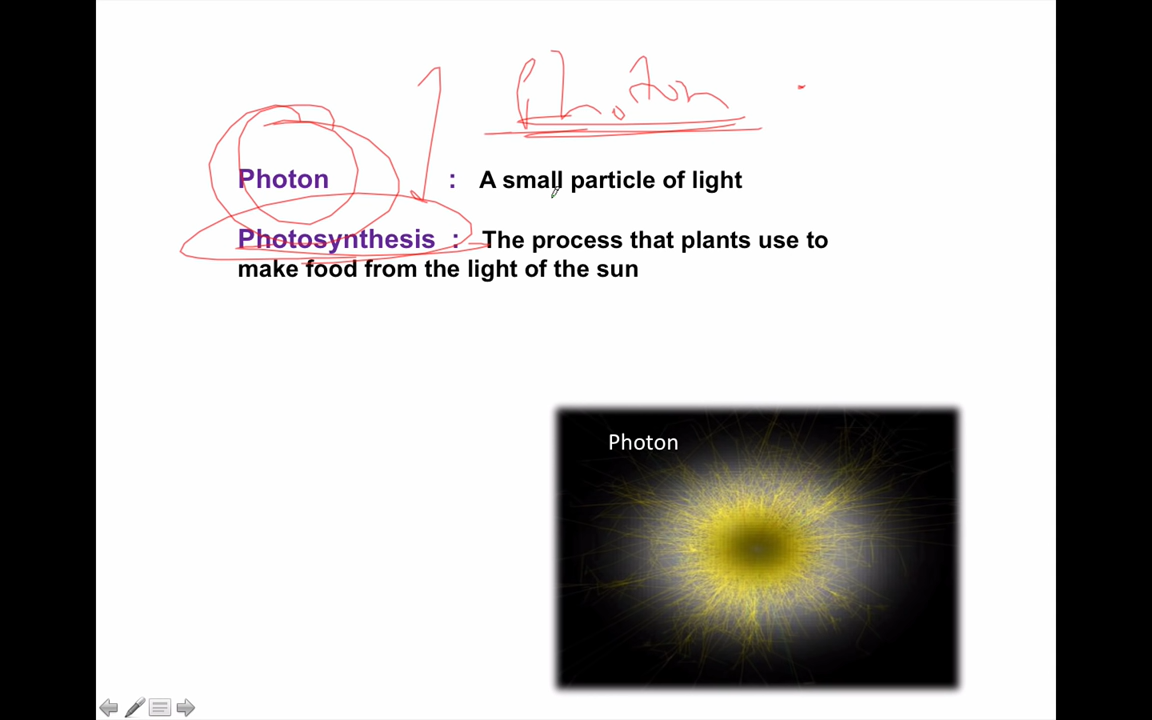 Photon
Photon : A small particle of light
Photosynthesis : The process that plants use to
make food from the light of the sun
Photon